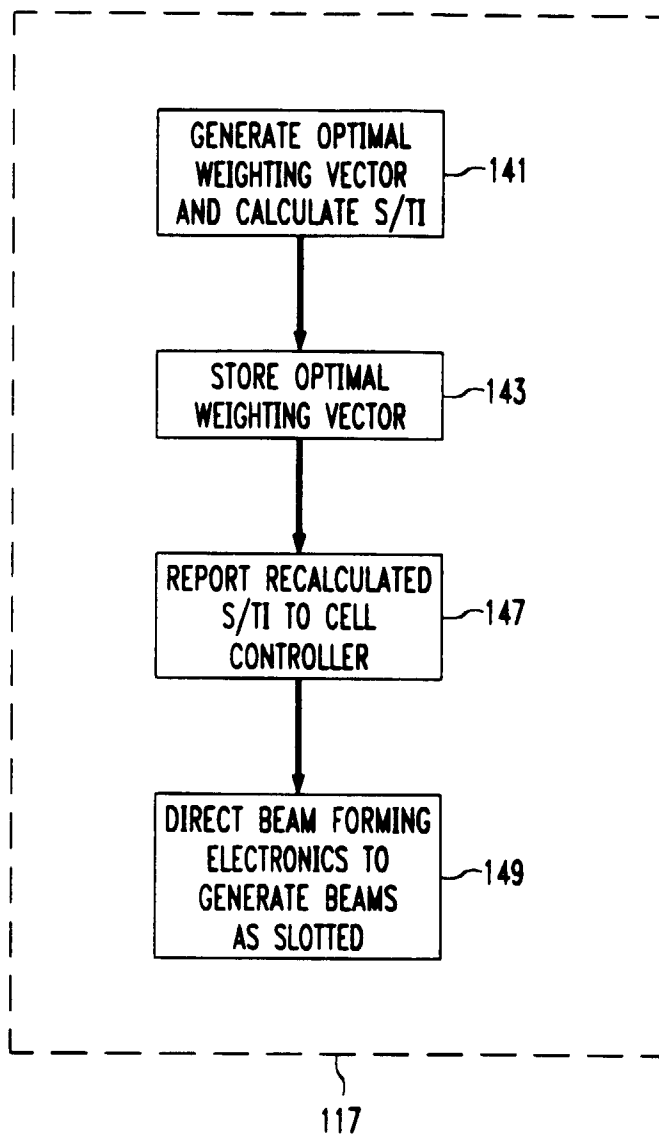 GENERATE OPTIMAL
WEIGHTING VECTOR
AND CALCULATE S/TI
141
STORE OPTIMAL
WEIGHTING VECTOR
143
REPORT RECALCULATED
S/TI TO CELL
CONTROLLER
147
DIRECT BEAM FORMING
ELECTRONICS TO
GENERATE BEAMS
AS SLOTTED
149
117